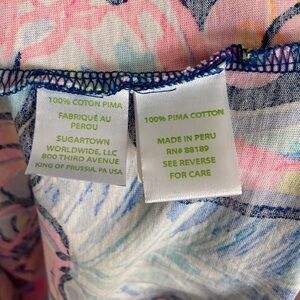 100% COTON PIMA
FABRIQUÉ AU
PEROU
SUGARTOWN
WORLDWIDE, LLC
800 THIRD AVENUE
KING OF PRUSSIA, PA USA
100% PIMA COTTON
MADE IN PERU
RN# 88189
SEE REVERSE
FOR CARE